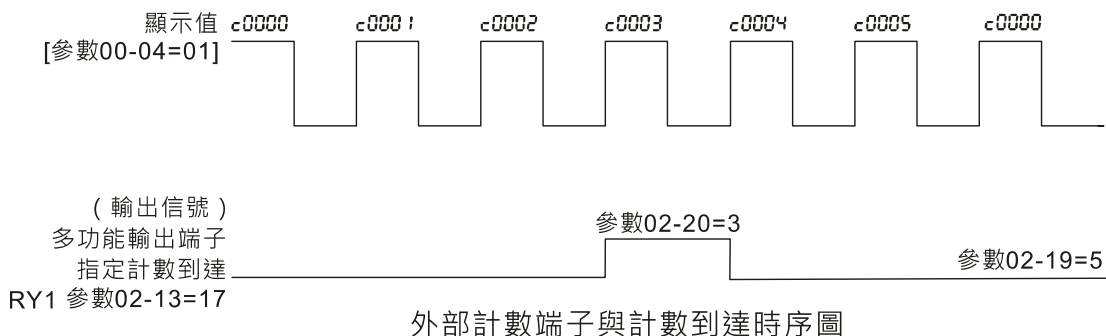 顯示值 c0000 c0001 c0002 c0003 c0004 c0005 c0000
[參數00-04=01]
(輸出信號)
參數02-20=3
多功能輸出端子
指定計數到達
參數02-19=5
RY1 參數02-13=17
外部計數端子與計數到達時序圖